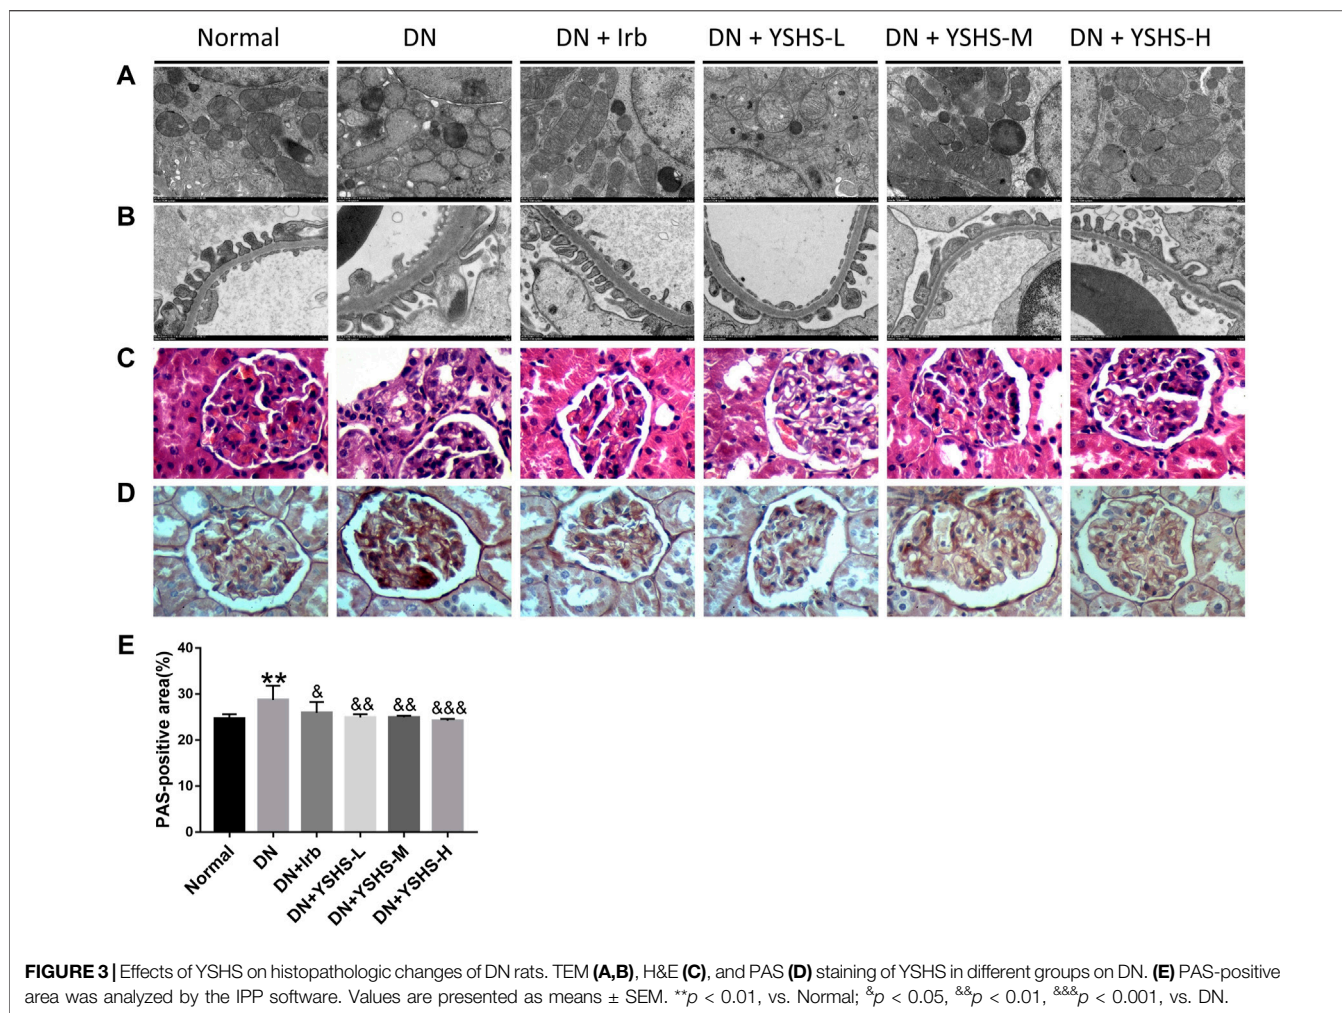 Normal DN DN + Irb DN + YSHS-L DN + YSHS-M DN + YSHS-H
A
B
C
D
E
PAS-positive area(%)
40
30
20
10
0
**
&
&&
&&
&&&
Normal
DN
DN+Irb
DN+YSHS-L
DN+YSHS-M
DN+YSHS-H
FIGURE 3 | Effects of YSHS on histopathologic changes of DN rats. TEM (A,B), H&E (C), and PAS (D) staining of YSHS in different groups on DN. (E) PAS-positive
area was analyzed by the IPP software. Values are presented as means ± SEM. **p < 0.01, vs. Normal; &p < 0.05, &&p < 0.01, &&&p < 0.001, vs. DN.